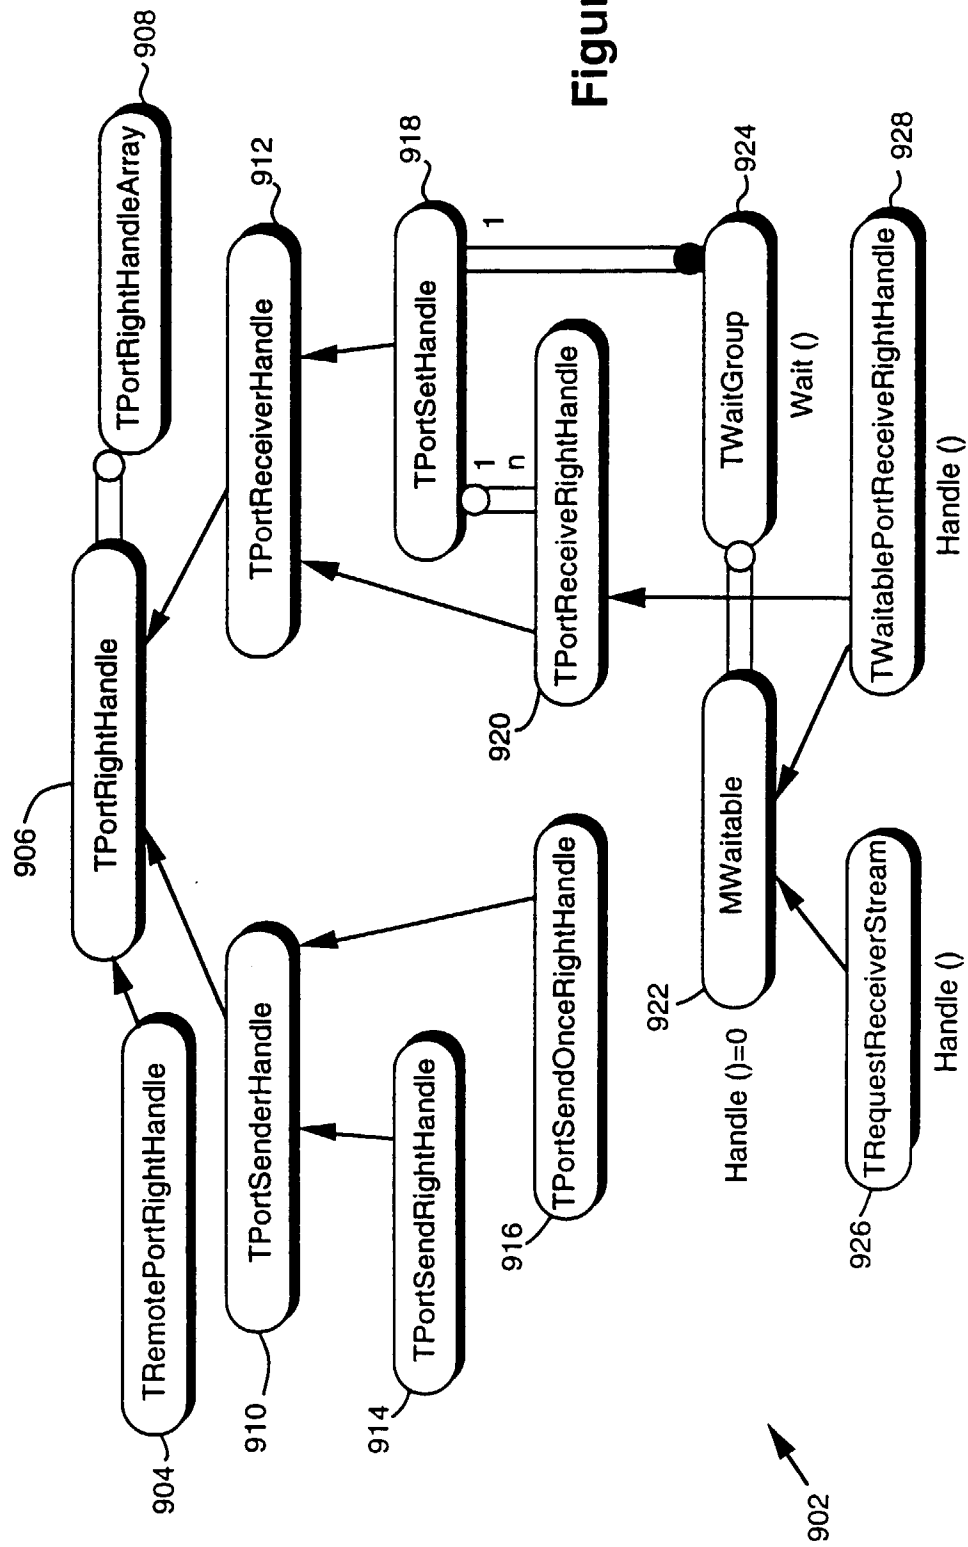 906
TPortRightHandle
TPortRightHandleArray
908
904
TRemotePortRightHandle
910
TPortSenderHandle
TPortReceiverHandle
912
914
TPortSendRightHandle
TPortSetHandle
918
1
n
1
916
TPortSendOnceRightHandle
920
TPortReceiveRightHandle
Figur
922
MWaitable
Handle ()=0
TWaitGroup
924
Wait ()
926
TRequestReceiverStream
Handle ()
TWaitablePortReceiveRightHandle
928
Handle ()
902